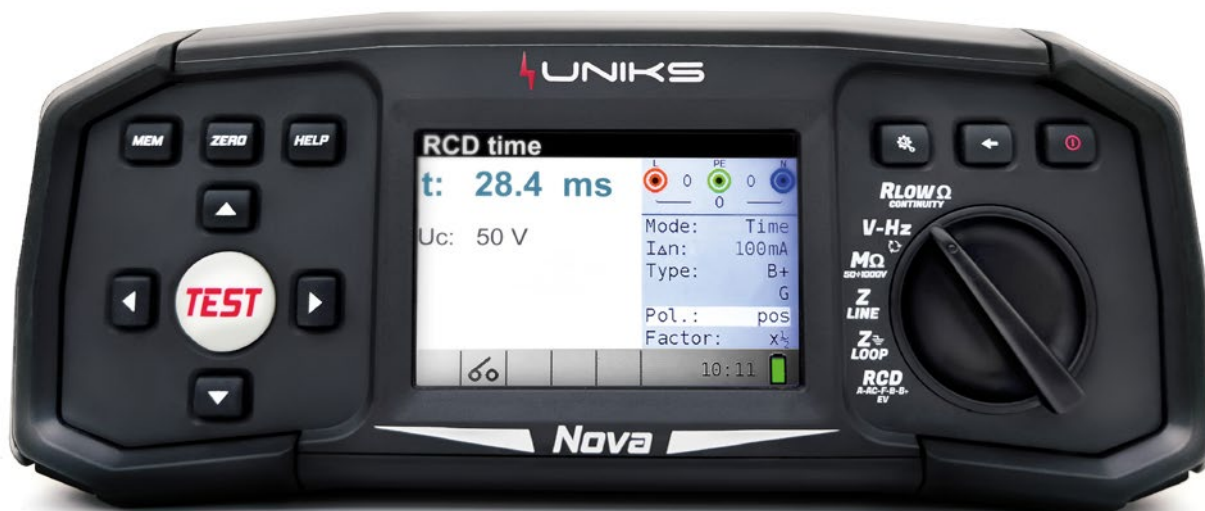 UNIKS
MEM ZERO HELP
TEST
RCD time
t: 28.4 ms
Uc: 50 V
L PE N
0 0
0
Mode: Time
I∆n: 100mA
Type: B+
G
Pol.: pos
Factor: x½
10:11
RLOW Ω
CONTINUITY
V-Hz
MΩ
50÷1000V
Z
LINE
Z
LOOP
RCD
A-AC-F-B-B+
EV
Nova